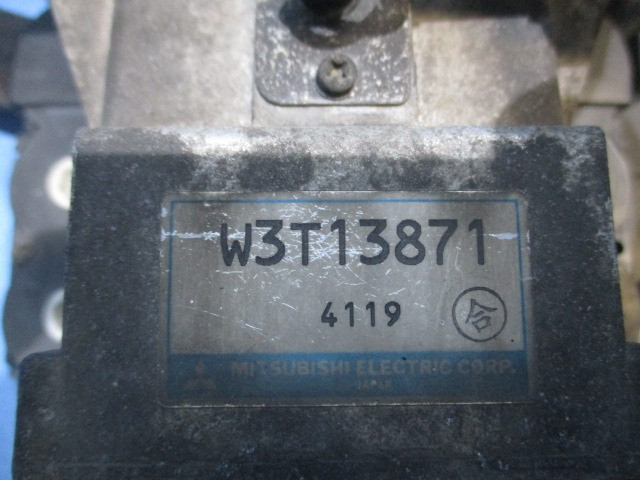 W3T13871
4119 合
MITSUBISHI ELECTRIC CORP.
JAPAN